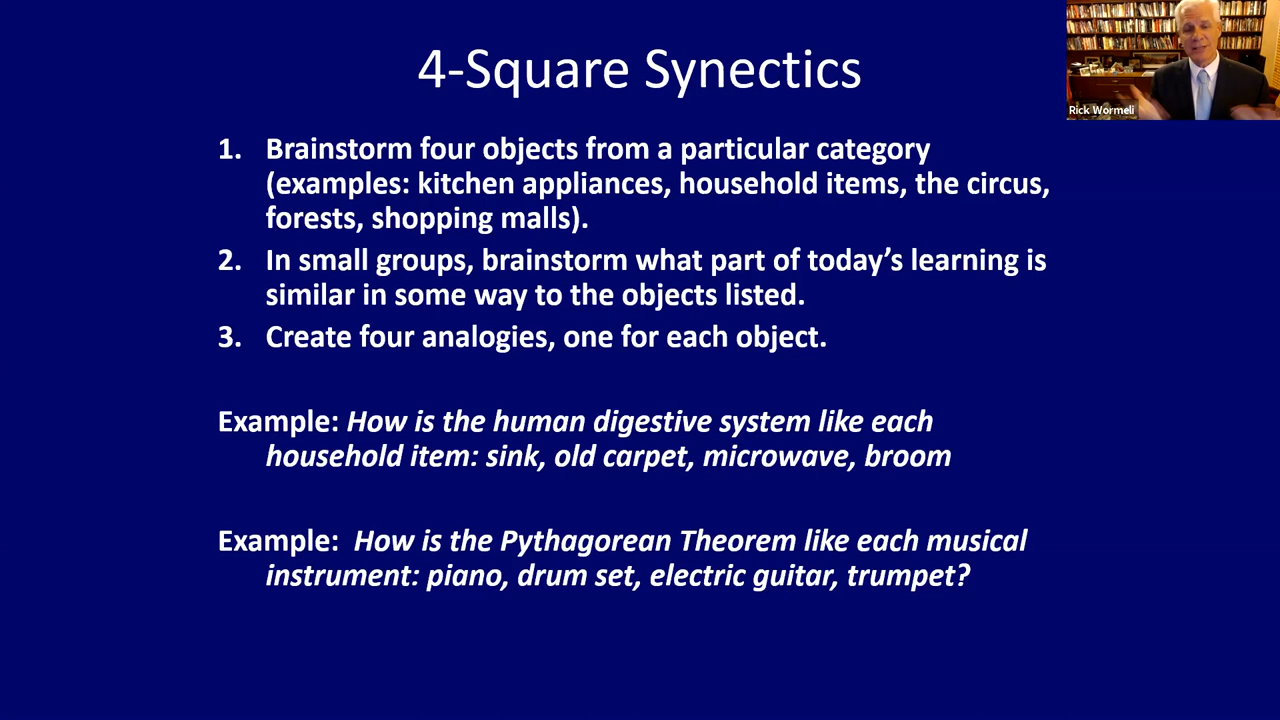 4-Square Synectics
Rick Wormeli
1. Brainstorm four objects from a particular category
(examples: kitchen appliances, household items, the circus,
forests, shopping malls).
2. In small groups, brainstorm what part of today’s learning is
similar in some way to the objects listed.
3. Create four analogies, one for each object.
Example: How is the human digestive system like each
household item: sink, old carpet, microwave, broom
Example: How is the Pythagorean Theorem like each musical
instrument: piano, drum set, electric guitar, trumpet?